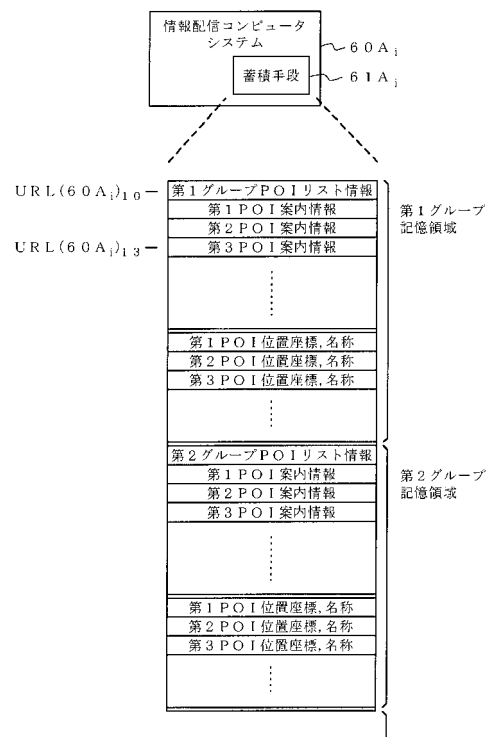 情報配信コンピュータ
システム
60Ai
蓄積手段
61Ai
URL(60Ai)10
第1グループPOIリスト情報
第1POI案内情報
第2POI案内情報
URL(60Ai)13
第3POI案内情報
第1グループ
記憶領域
第1POI位置座標,名称
第2POI位置座標,名称
第3POI位置座標,名称
第2グループPOIリスト情報
第1POI案内情報
第2POI案内情報
第3POI案内情報
第2グループ
記憶領域
第1POI位置座標,名称
第2POI位置座標,名称
第3POI位置座標,名称